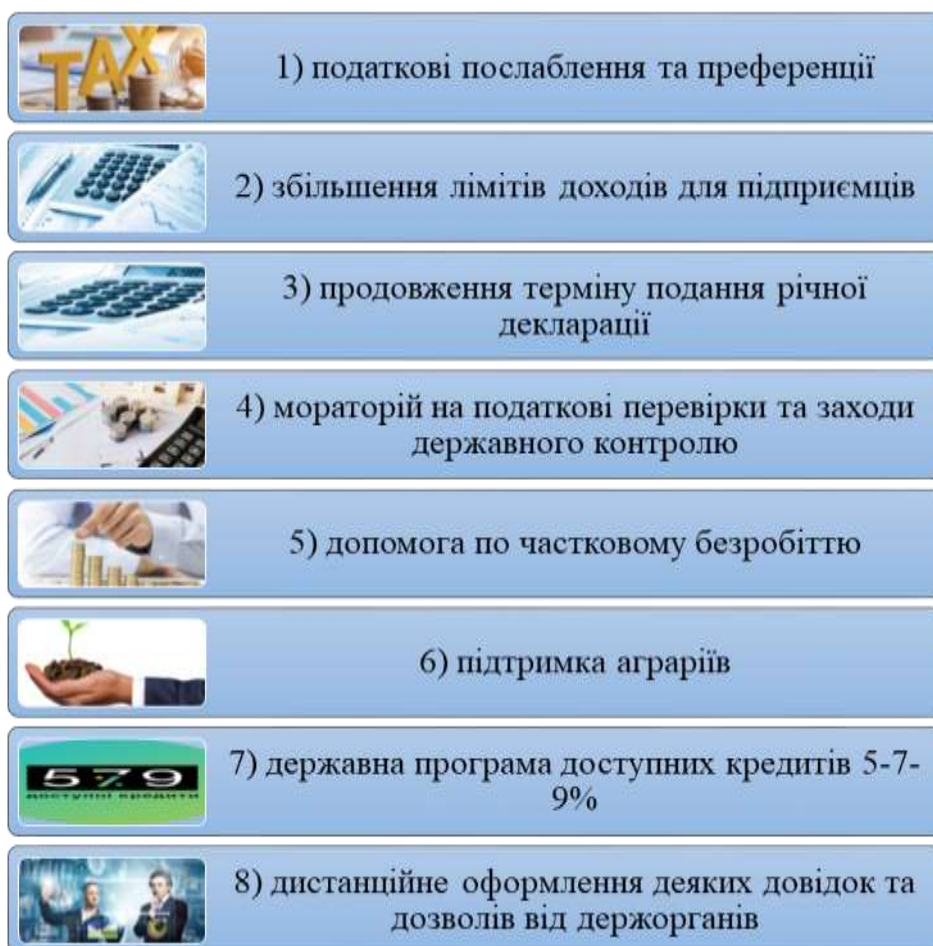 TAX
1) податкові послаблення та преференції
2) збільшення лімітів доходів для підприємців
3) продовження терміну подання річної
декларації
4) мораторій на податкові перевірки та заходи
державного контролю
5) допомога по частковому безробіттю
6) підтримка аграріїв
5 7 9
доступні кредити
7) державна програма доступних кредитів 5-7-
9%
8) дистанційне оформлення деяких довідок та
дозволів від держорганів